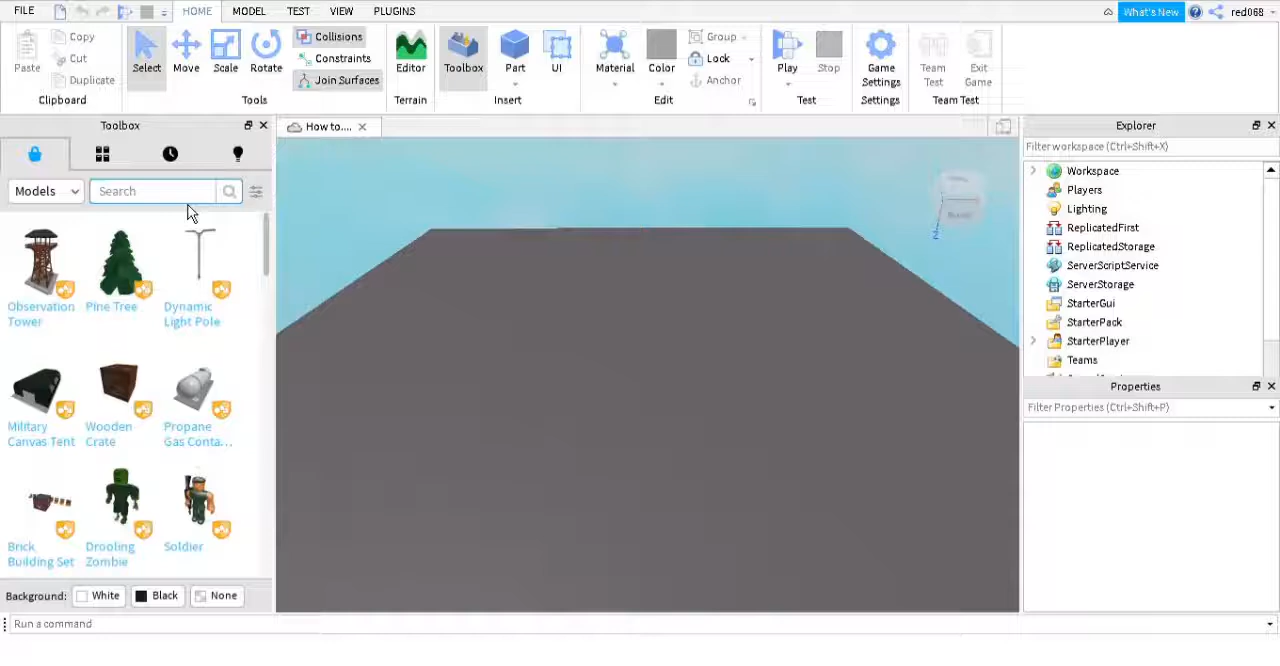 FILE HOME MODEL TEST VIEW PLUGINS What's New red068
Paste Copy Cut Duplicate Clipboard
Select Move Scale Rotate Collisions Constraints Join Surfaces Tools
Editor Terrain
Toolbox Part UI Insert
Material Color Group Lock Anchor Edit
Play Stop Test
Game Settings Settings
Team Test Exit Game Team Test
Toolbox
Models Search
Observation Tower
Pine Tree
Dynamic Light Pole
Military Canvas Tent
Wooden Crate
Propane Gas Conta...
Brick Building Set
Drooling Zombie
Soldier
Background: White Black None
How to....
Explorer
Filter workspace (Ctrl+Shift+X)
Workspace
Players
Lighting
ReplicatedFirst
ReplicatedStorage
ServerScriptService
ServerStorage
StarterGui
StarterPack
StarterPlayer
Teams
Properties
Filter Properties (Ctrl+Shift+P)
Run a command